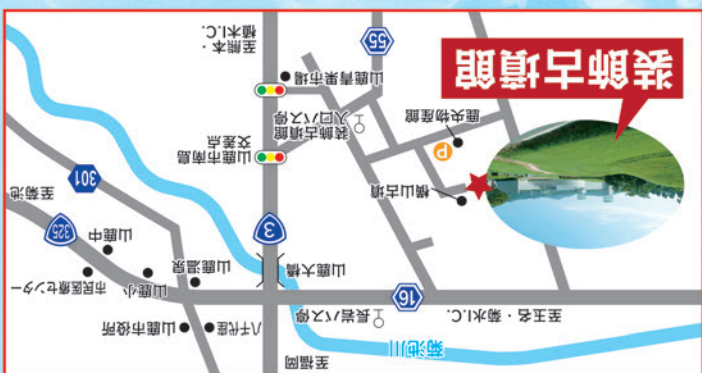 至福岡
菊池川
八千代座
山鹿市役所
長岩バス停
至玉名・菊水I.C.
16
山鹿大橋
山鹿温泉
山鹿小
市民医療センター
山鹿中
325
至菊池
3
301
横山古墳
P
鹿央物産館
山鹿市南島
交差点
装飾古墳館
入口バス停
山鹿青果市場
55
至熊本・
植木I.C.
装飾古墳館